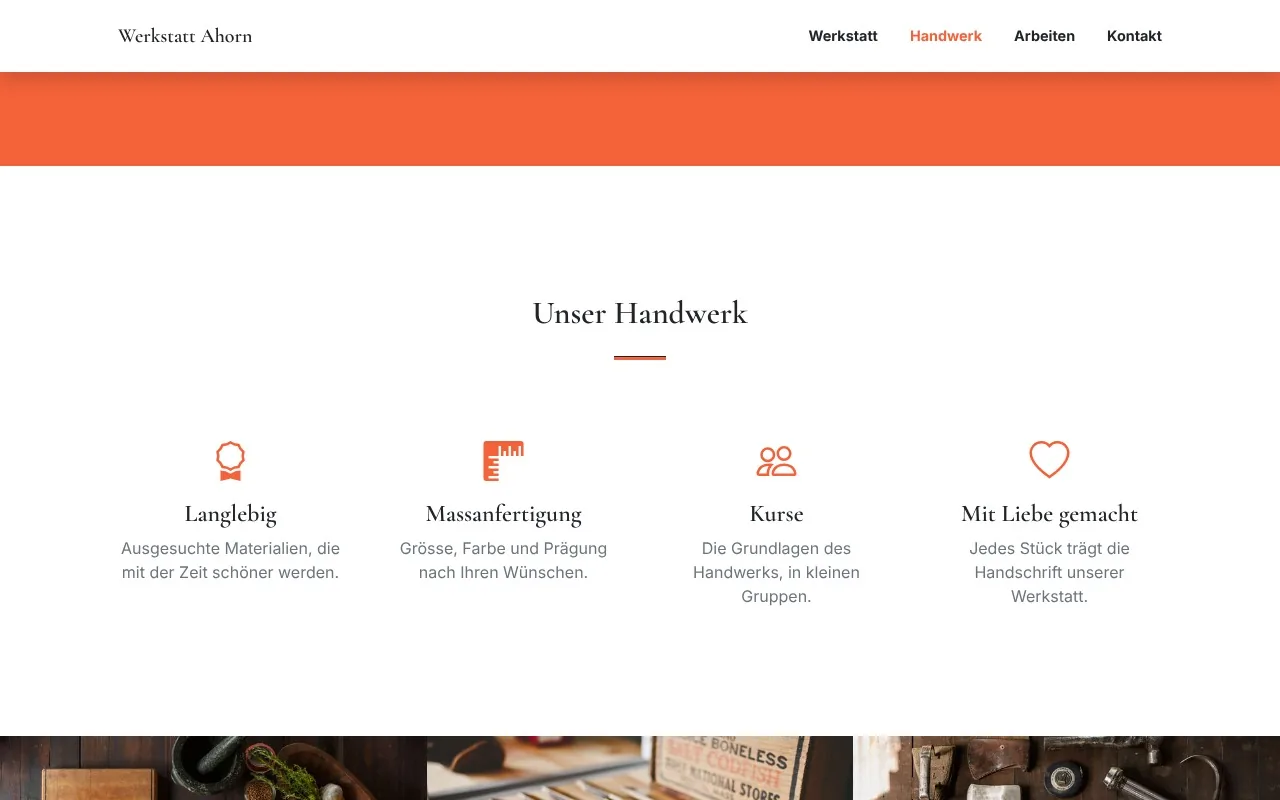 Werkstatt Ahorn
Werkstatt
Handwerk
Arbeiten
Kontakt
Unser Handwerk
Langlebig
Ausgesuchte Materialien, die
mit der Zeit schöner werden.
Massanfertigung
Grösse, Farbe und Prägung
nach Ihren Wünschen.
Kurse
Die Grundlagen des
Handwerks, in kleinen
Gruppen.
Mit Liebe gemacht
Jedes Stück trägt die
Handschrift unserer
Werkstatt.
BONELESS
SALT CODFISH
NATIONAL STORES